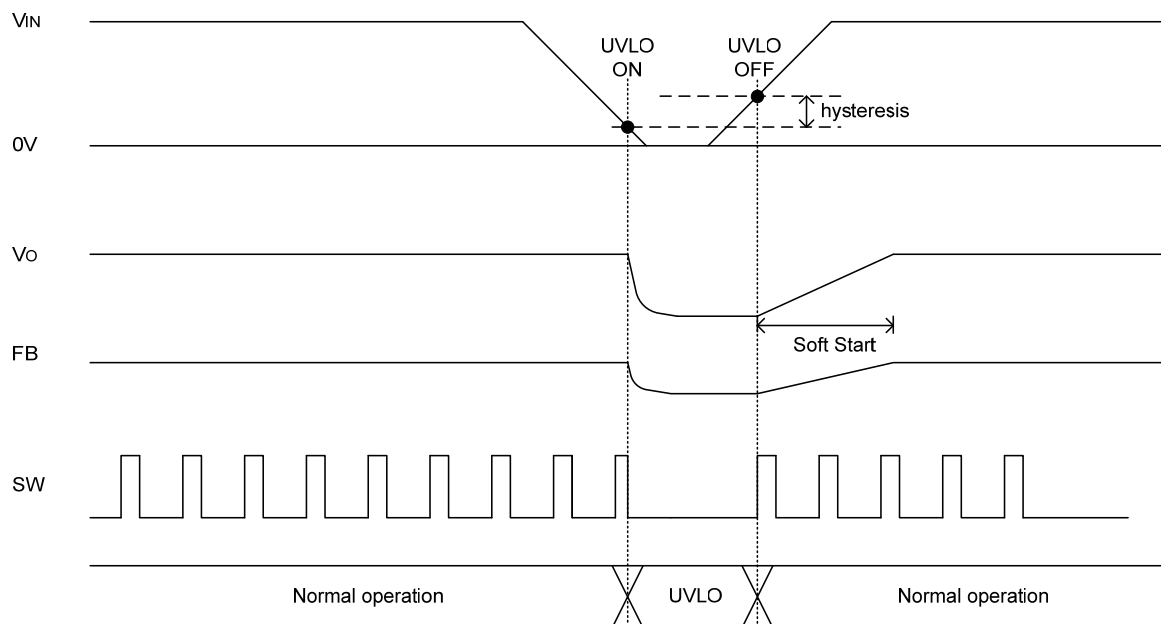 VIN
UVLO
ON
UVLO
OFF
hysteresis
0V
VO
Soft Start
FB
SW
Normal operation
UVLO
Normal operation